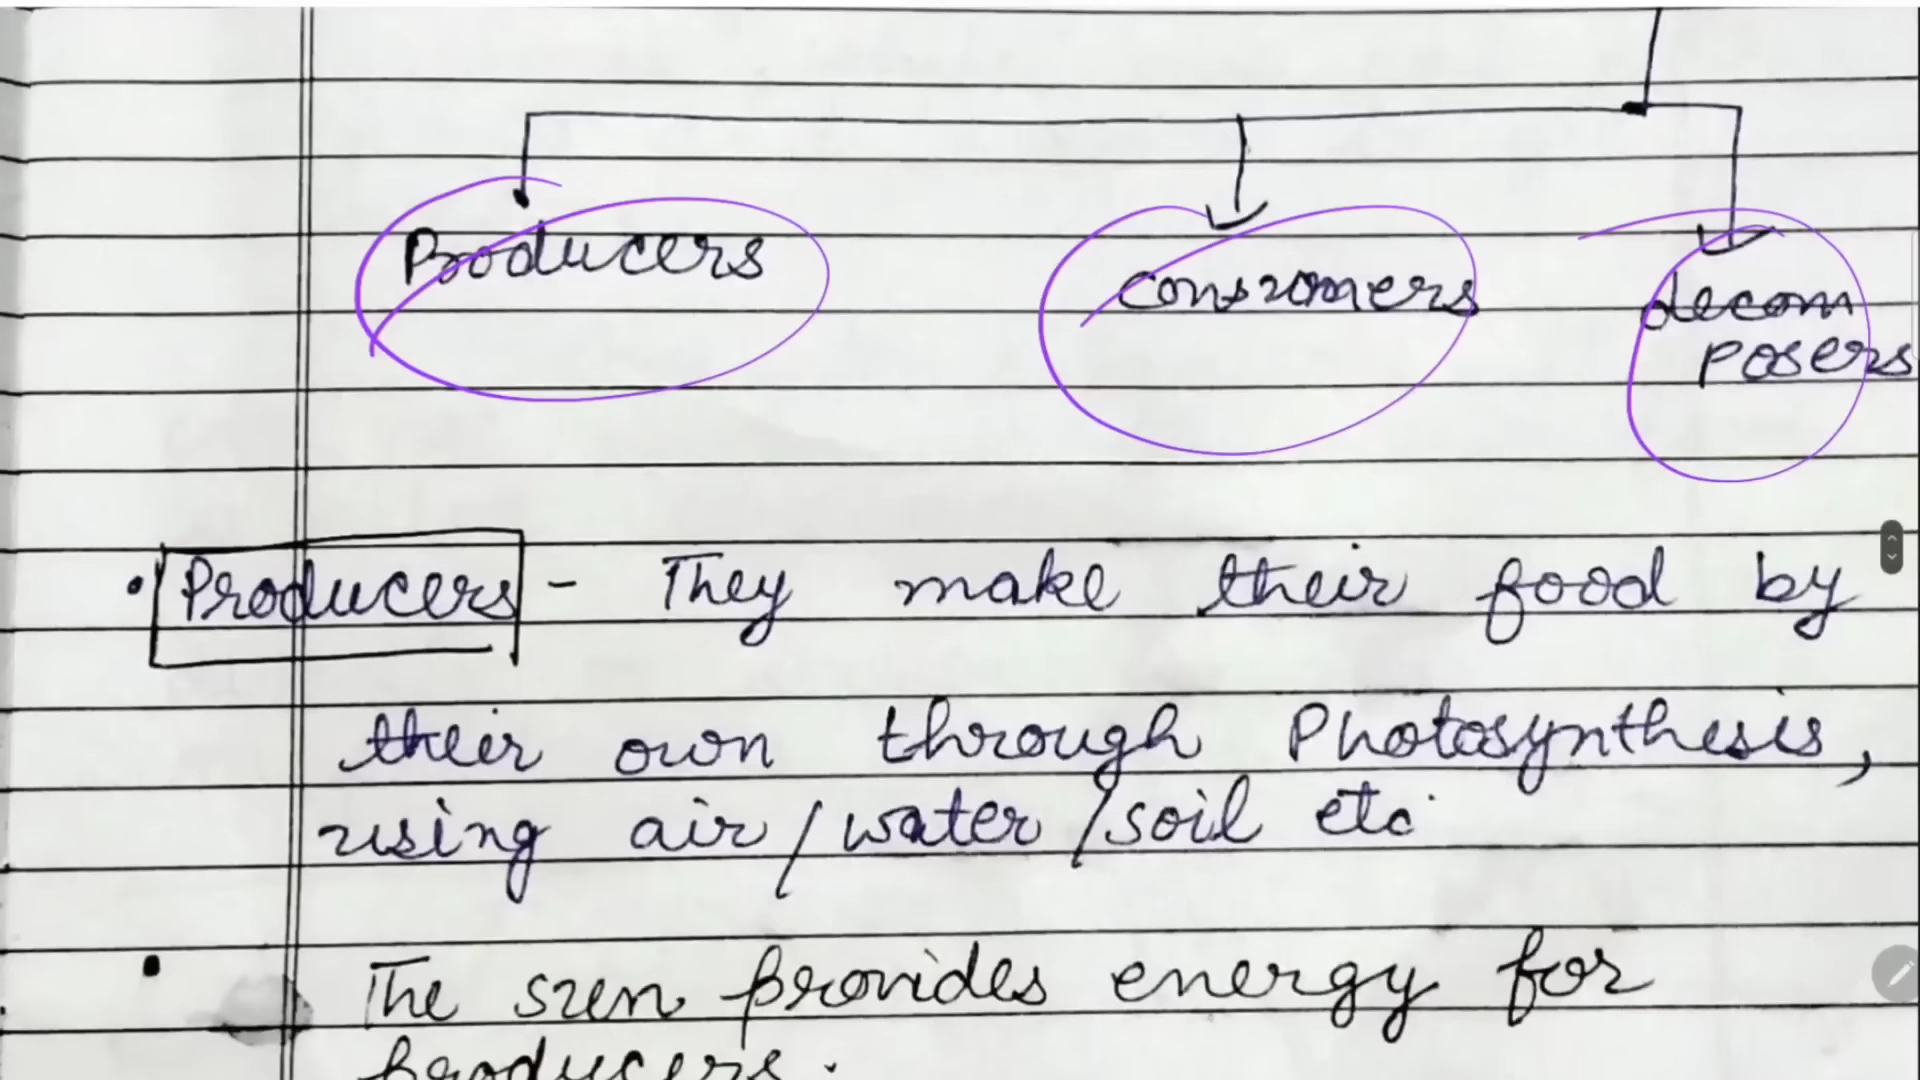 Producers
consumers
decom
posers
• Producers - They make their food by
their own through Photosynthesis,
using air/water/soil etc
• The sun provides energy for
producers.